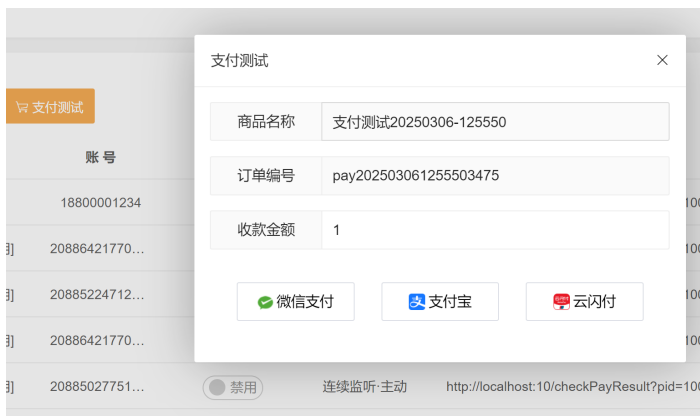 支付测试
支付测试
商品名称 支付测试20250306-125550
账号
订单编号 pay202503061255503475
18800001234
收款金额 1
20886421770...
20885224712...
微信支付 支付宝 云闪付
20886421770...
20885027751... 禁用 连续监听·主动 http://localhost:10/checkPayResult?pid=100